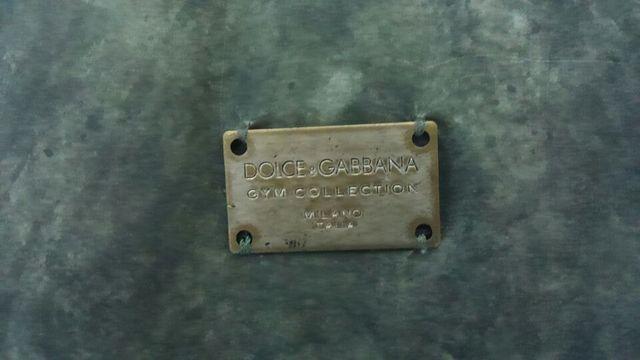 DOLCE & GABBANA
GYM COLLECTION
MILANO
ITALIA